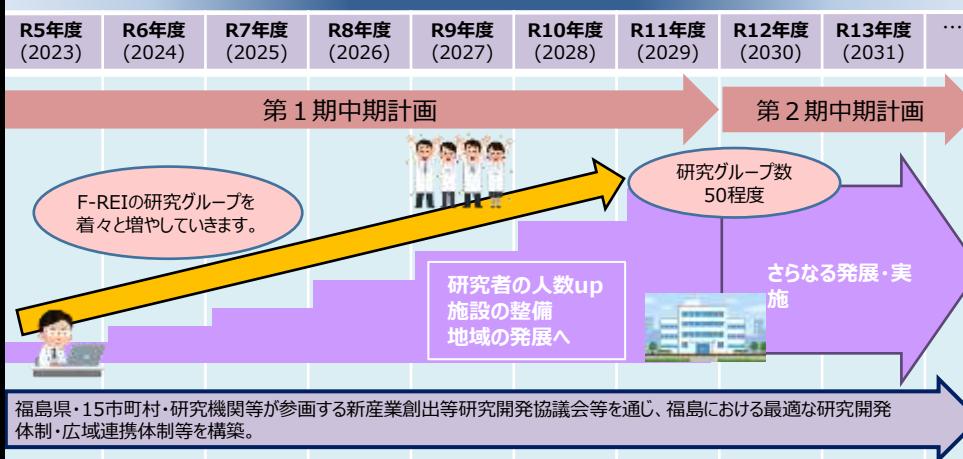 R5年度 R6年度 R7年度 R8年度 R9年度 R10年度 R11年度 R12年度 R13年度 …
(2023) (2024) (2025) (2026) (2027) (2028) (2029) (2030) (2031)
第1期中期計画 第2期中期計画
F-REIの研究グループを
着々と増やしていきます。
研究グループ数
50程度
研究者の人数up
施設の整備
地域の発展へ
さらなる発展・実
施
福島県・15市町村・研究機関等が参画する新産業創出等研究開発協議会等を通じ、福島における最適な研究開発
体制・広域連携体制等を構築。